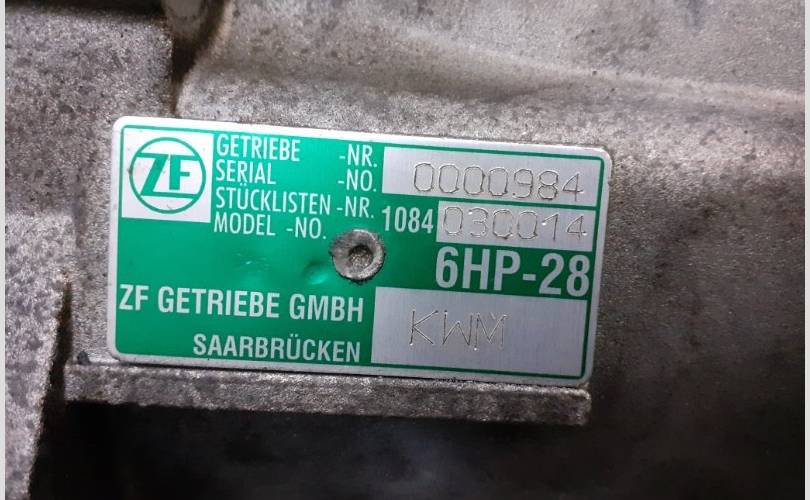 ZF
GETRIEBE -NR.
SERIAL -NO. 0000984
STÜCKLISTEN -NR.
MODEL -NO. 1084 030014
6HP-28
ZF GETRIEBE GMBH
SAARBRÜCKEN
KWM